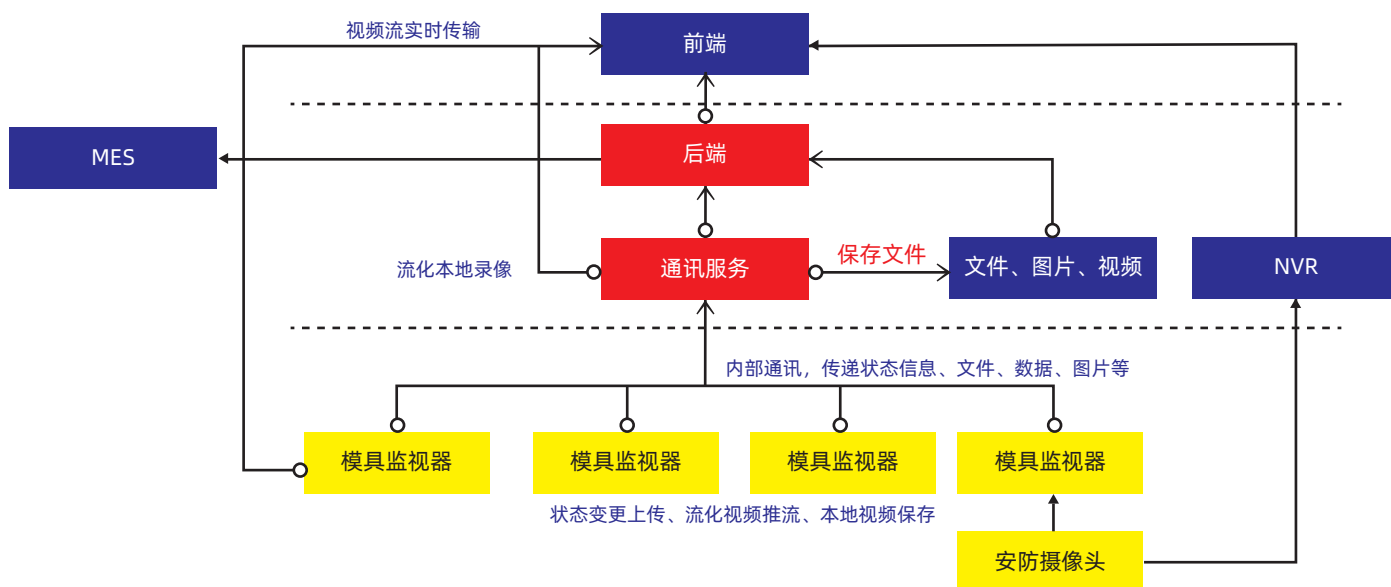 视频流实时传输
前端
MES
后端
流化本地录像
通讯服务
保存文件
文件、图片、视频
NVR
内部通讯，传递状态信息、文件、数据、图片等
模具监视器
模具监视器
模具监视器
模具监视器
状态变更上传、流化视频推流、本地视频保存
安防摄像头